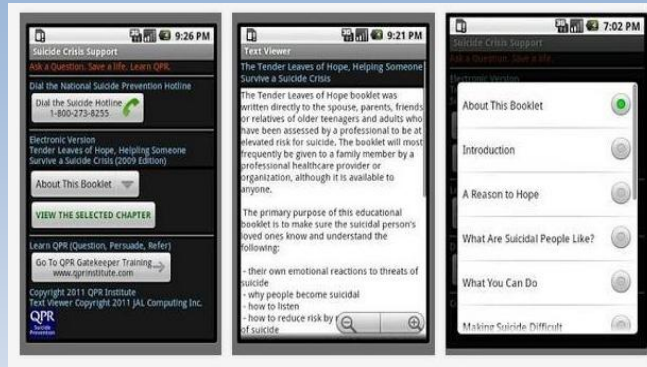 9:26 PM
Suicide Crisis Support
Ask a Question. Save a life. Learn QPR.
Dial the National Suicide Prevention Hotline
Dial the Suicide Hotline
1-800-273-8255
Electronic Version
Tender Leaves of Hope, Helping Someone
Survive a Suicide Crisis (2009 Edition)
About This Booklet
VIEW THE SELECTED CHAPTER
Learn QPR (Question, Persuade, Refer)
Go To QPR Gatekeeper Training
www.qprinstitute.com
Copyright 2011 QPR Institute
Text Viewer Copyright 2011 JAL Computing Inc.
QPR
Suicide
Prevention
9:21 PM
Text Viewer
The Tender Leaves of Hope, Helping Someone
Survive a Suicide Crisis
The Tender Leaves of Hope booklet was
written directly to the spouse, parents, friends
or relatives of older teenagers and adults who
have been assessed by a professional to be at
elevated risk for suicide. The booklet will most
frequently be given to a family member by a
professional healthcare provider or
organization, although it is available to
anyone.
The primary purpose of this educational
booklet is to make sure the suicidal person's
loved ones know and understand the
following:
- their own emotional reactions to threats of
suicide
- why people become suicidal
- how to listen
- how to reduce risk by
of suicide
7:02 PM
Suicide Crisis Support
About This Booklet
Introduction
A Reason to Hope
What Are Suicidal People Like?
What You Can Do
Making Suicide Difficult